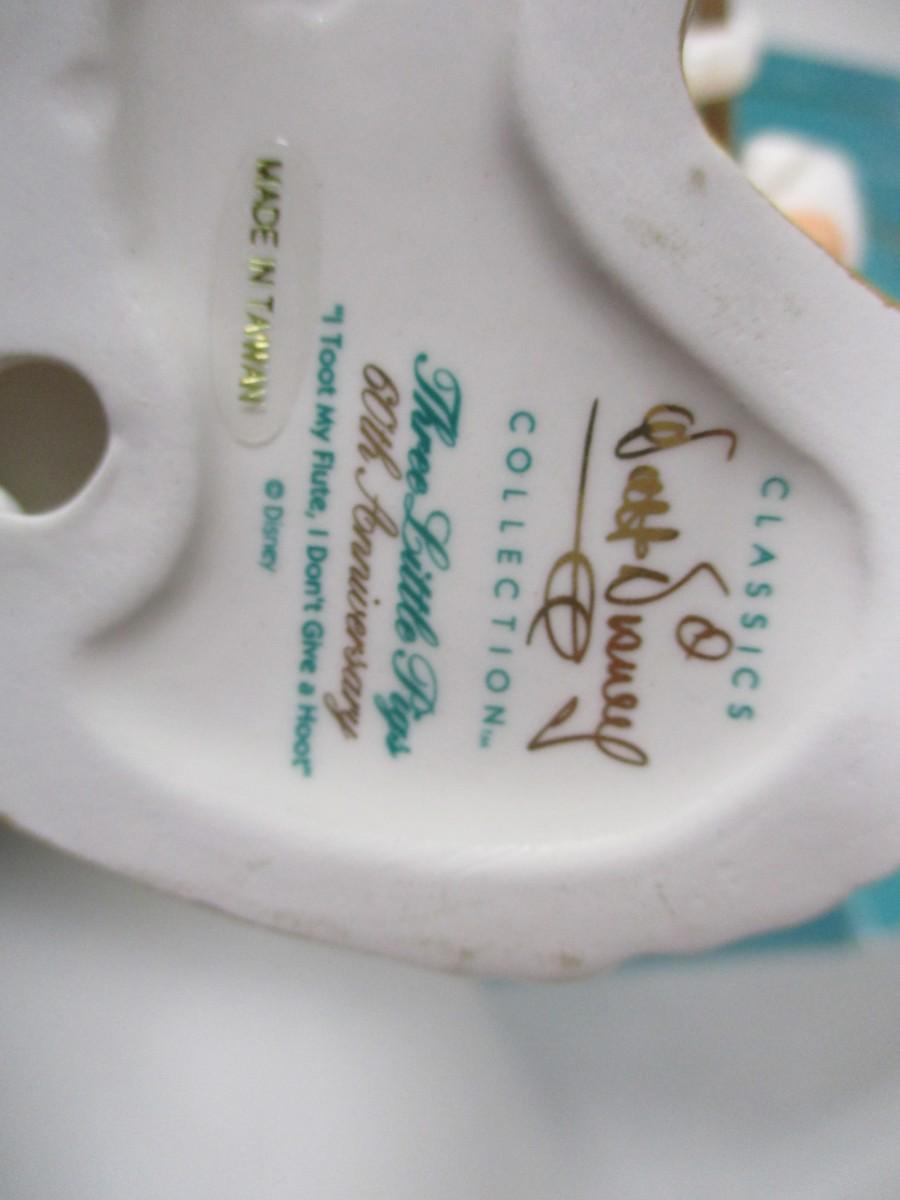 Walt Disney
CLASSICS
COLLECTION™
Three Little Pigs
60th Anniversary
"I Toot My Flute, I Don't Give a Hoot"
© Disney
MADE IN TAIWAN